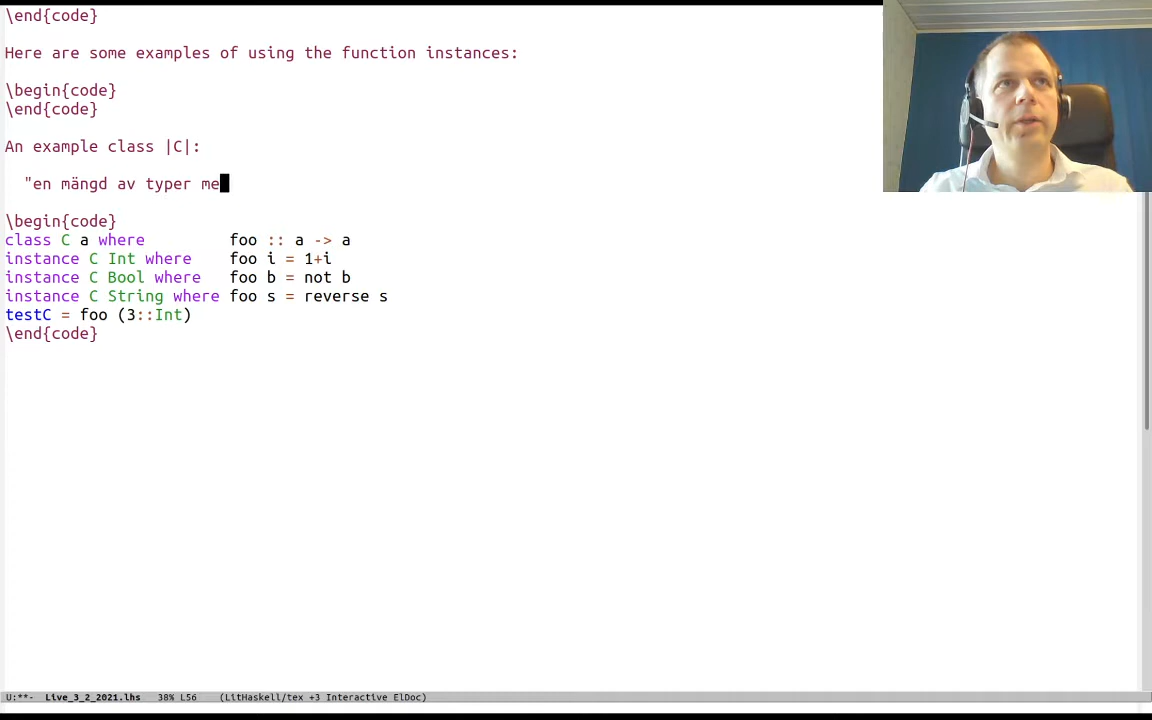 \end{code}
Here are some examples of using the function instances:
\begin{code}
\end{code}
An example class |C|:
"en mängd av typer me
\begin{code}
class C a where         foo :: a -> a
instance C Int where    foo i = 1+i
instance C Bool where   foo b = not b
instance C String where foo s = reverse s
testC = foo (3::Int)
\end{code}
U:**-  Live_3_2_2021.lhs   38% L56    (LitHaskell/tex +3 Interactive ElDoc)